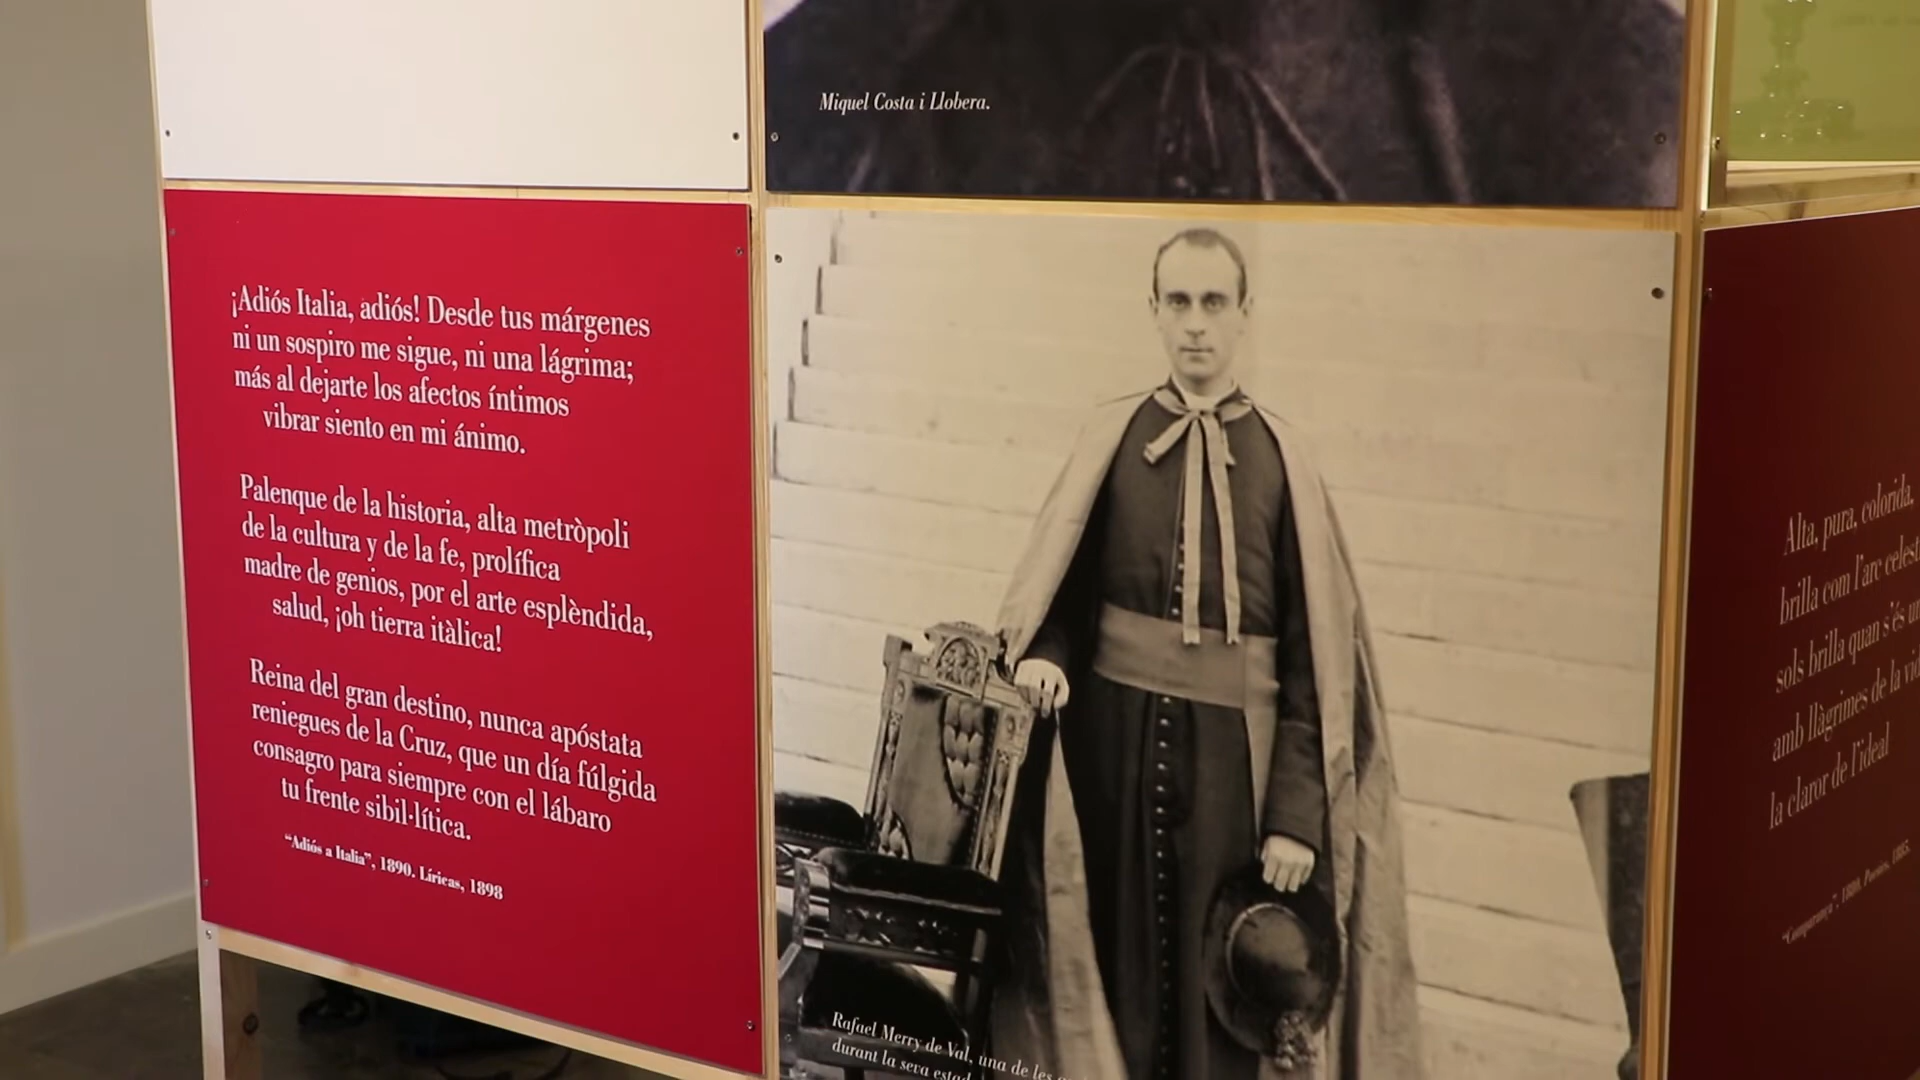 Miquel Costa i Llobera.
¡Adiós Italia, adiós! Desde tus márgenes
ni un sospiro me sigue, ni una lágrima;
más al dejarte los afectos íntimos
vibrar siento en mi ánimo.
Palenque de la historia, alta metròpoli
de la cultura y de la fe, prolífica
madre de genios, por el arte esplèndida,
salud, ¡oh tierra itàlica!
Reina del gran destino, nunca apóstata
reniegues de la Cruz, que un día fúlgida
consagro para siempre con el lábaro
tu frente sibil·lítica.
“Adiós a Italia”, 1890. Líricas, 1898
Rafael Merry de Val, una de les
durant la seva
Alta, pura, colorida,
brilla com l'arc
sols brilla quan s'és
amb llàgrimes de la
la claror de l'ideal
Poesies, 1885.